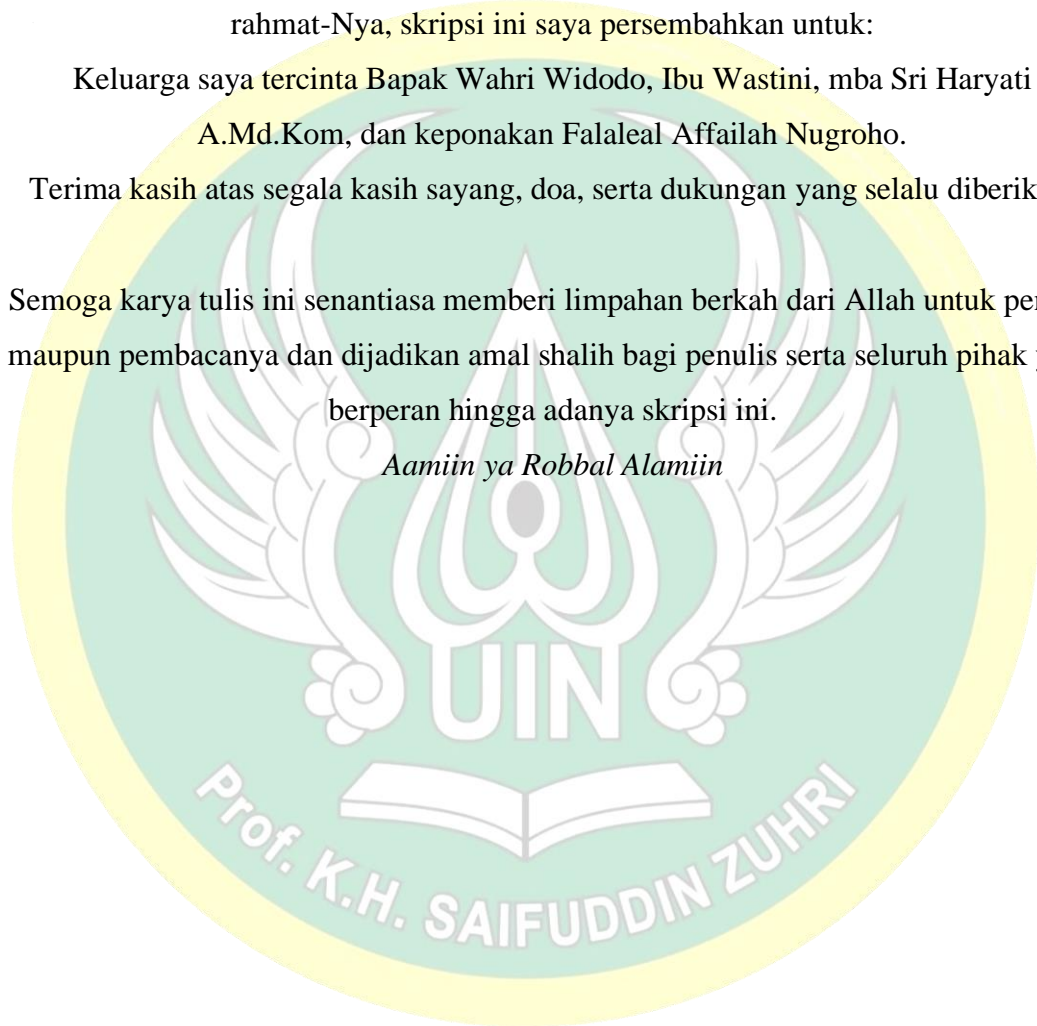 rahmat-Nya, skripsi ini saya persembahkan untuk:
Keluarga saya tercinta Bapak Wahri Widodo, Ibu Wastini, mba Sri Haryati
A.Md.Kom, dan keponakan Falaleal Affailah Nugroho.
Terima kasih atas segala kasih sayang, doa, serta dukungan yang selalu
Semoga karya tulis ini senantiasa memberi limpahan berkah dari Allah untuk
maupun pembacanya dan dijadikan amal shalih bagi penulis serta seluruh pihak
berperan hingga adanya skripsi ini.
Aamiin ya Robbal Alamiin
UIN
Prof. K.H. SAIFUDDIN ZUHRI